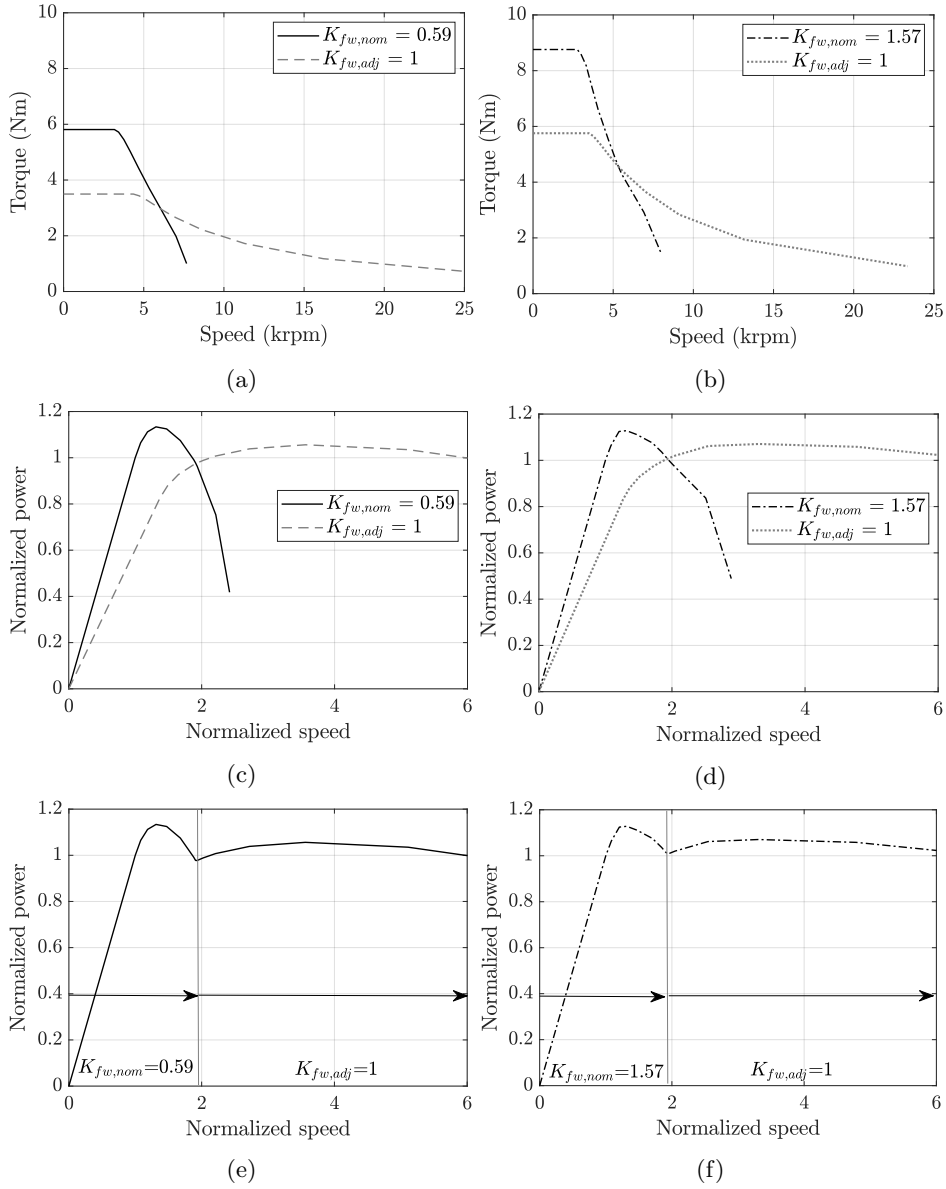 10
8
6
4
2
0
0 5 10 15 20 25
Torque (Nm)
Speed (krpm)
K_{fw,nom} = 0.59
K_{fw,adj} = 1
(a)
10
8
6
4
2
0
0 5 10 15 20 25
Torque (Nm)
Speed (krpm)
K_{fw,nom} = 1.57
K_{fw,adj} = 1
(b)
1.2
1
0.8
0.6
0.4
0.2
0
0 2 4 6
Normalized power
Normalized speed
K_{fw,nom} = 0.59
K_{fw,adj} = 1
(c)
1.2
1
0.8
0.6
0.4
0.2
0
0 2 4 6
Normalized power
Normalized speed
K_{fw,nom} = 1.57
K_{fw,adj} = 1
(d)
1.2
1
0.8
0.6
0.4
0.2
0
0 2 4 6
Normalized power
Normalized speed
K_{fw,nom}=0.59
K_{fw,adj}=1
(e)
1.2
1
0.8
0.6
0.4
0.2
0
0 2 4 6
Normalized power
Normalized speed
K_{fw,nom}=1.57
K_{fw,adj}=1
(f)